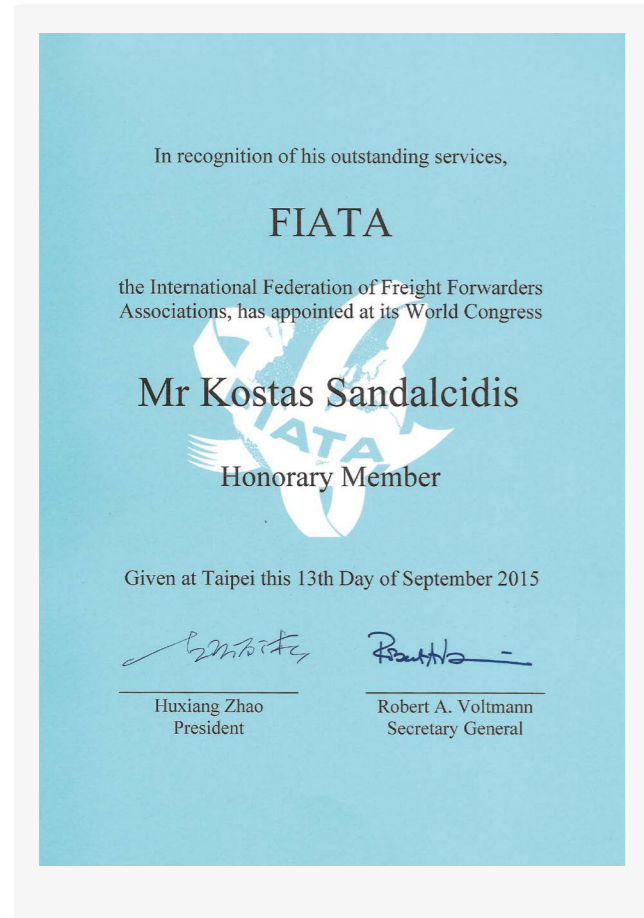 In recognition of his outstanding services,
FIATA
the International Federation of Freight Forwarders
Associations, has appointed at its World Congress
Mr Kostas Sandalcidis
FIATA
Honorary Member
Given at Taipei this 13th Day of September 2015
Huxiang Zhao
President
Robert A. Voltmann
Secretary General